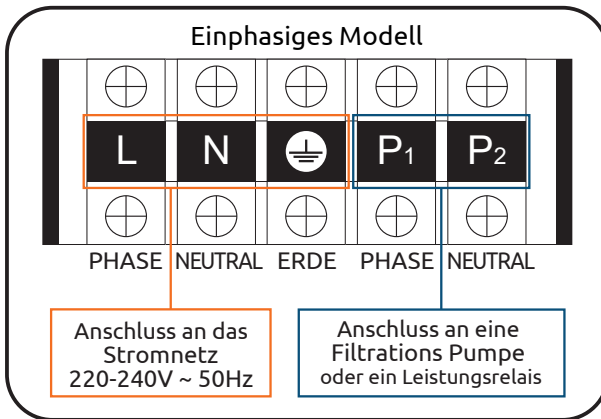 Einphasiges Modell
L N P1 P2
PHASE NEUTRAL ERDE PHASE NEUTRAL
Anschluss an das
Stromnetz
220-240V ~ 50Hz
Anschluss an eine
Filtrations Pumpe
oder ein Leistungsrelais